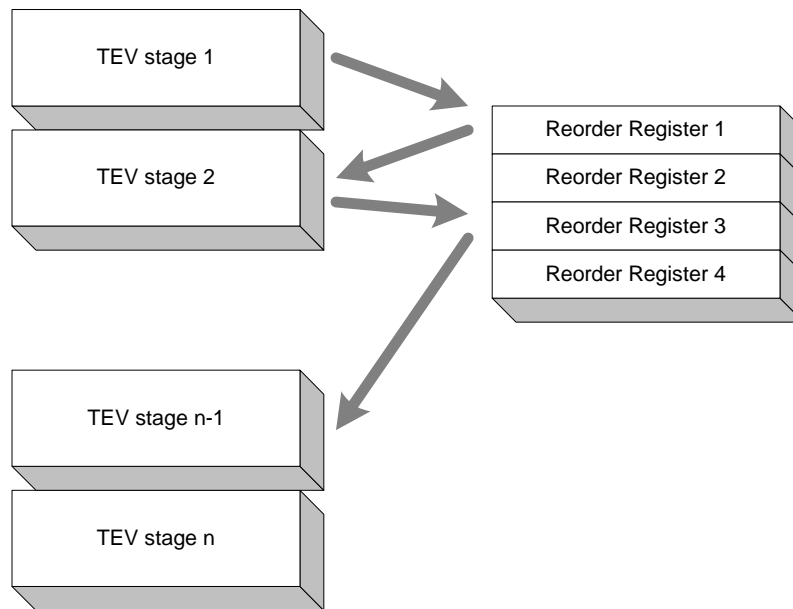 TEV stage 1
TEV stage 2
TEV stage n-1
TEV stage n
Reorder Register 1
Reorder Register 2
Reorder Register 3
Reorder Register 4